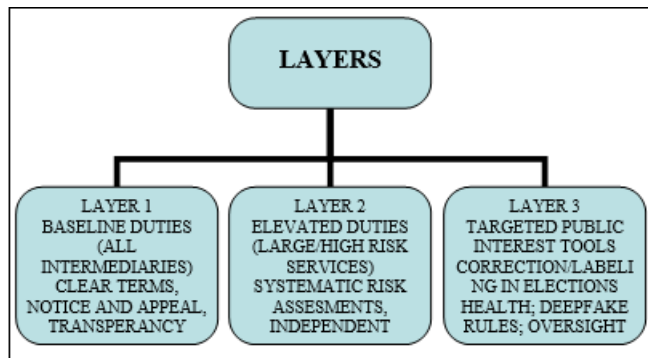 LAYERS
LAYER 1
BASELINE DUTIES
(ALL
INTERMEDIARIES)
CLEAR TERMS,
NOTICE AND APPEAL,
TRANSPERANCY
LAYER 2
ELEVATED DUTIES
(LARGE/HIGH RISK
SERVICES)
SYSTEMATIC RISK
ASSESMENTS,
INDEPENDENT
LAYER 3
TARGETED PUBLIC
INTEREST TOOLS
CORRECTION/LABELI
NG IN ELECTIONS
HEALTH; DEEPFAKE
RULES; OVERSIGHT